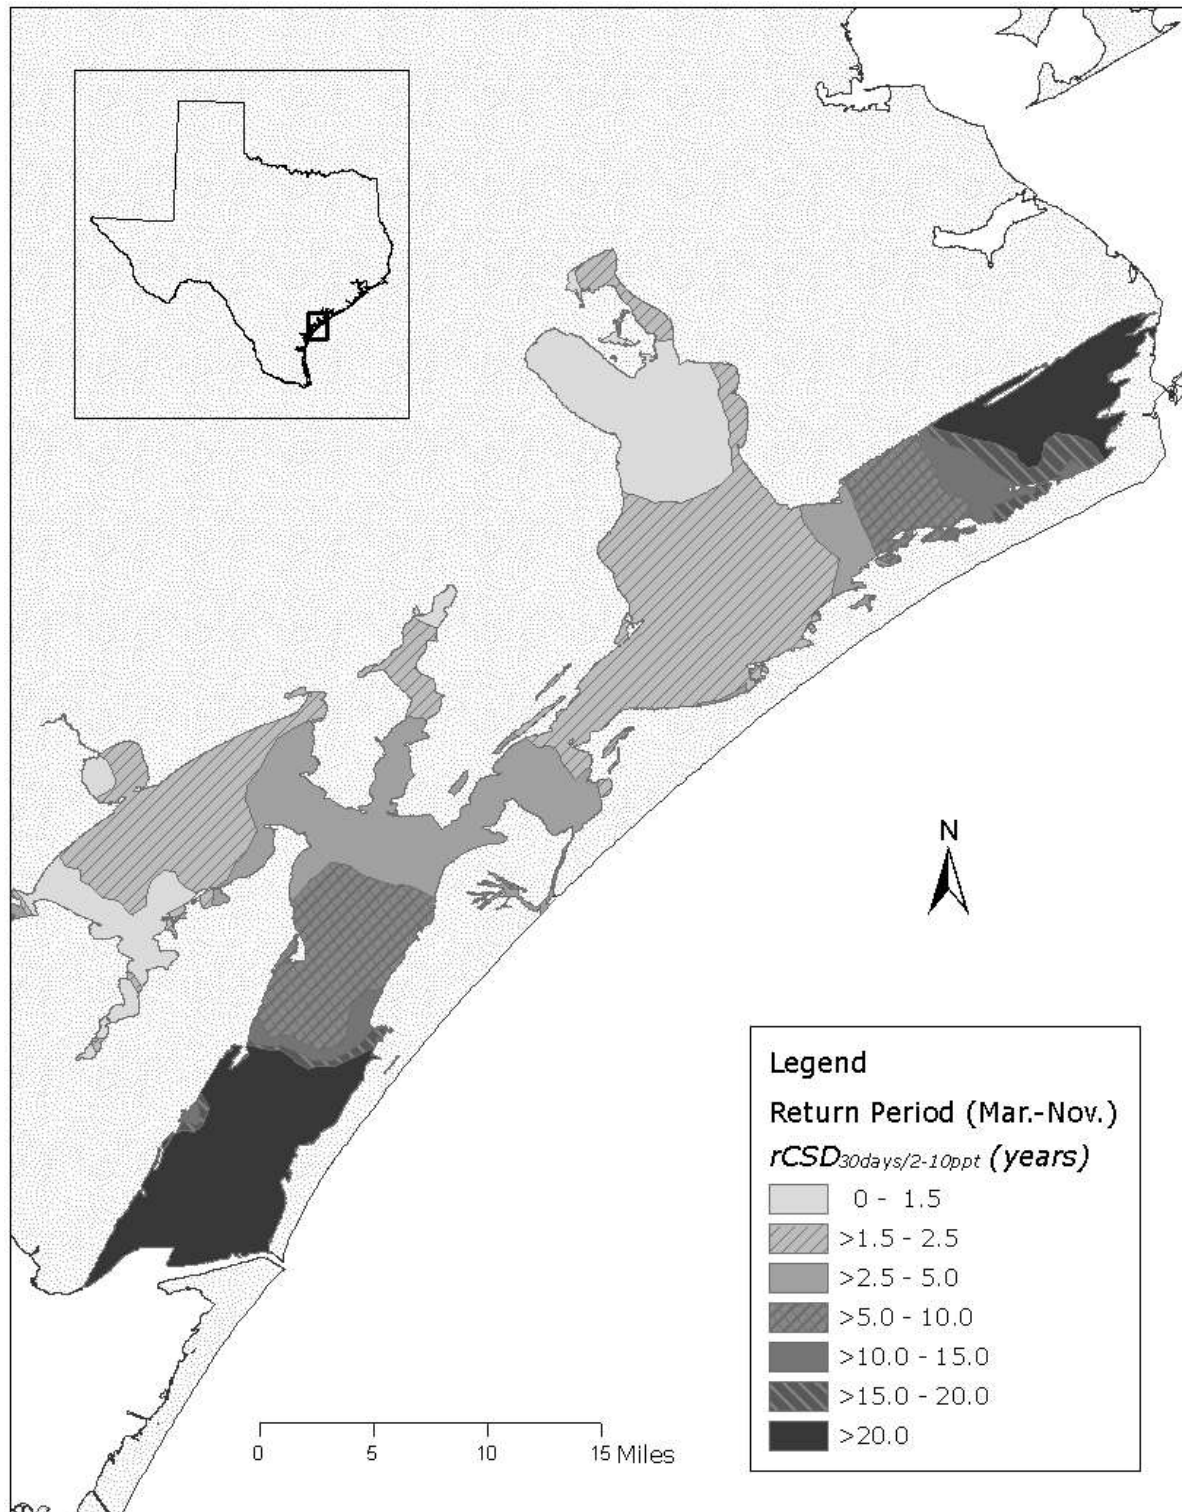 N
Legend
Return Period (Mar.-Nov.)
rCSD30days/2-10ppt (years)
0 - 1.5
>1.5 - 2.5
>2.5 - 5.0
>5.0 - 10.0
>10.0 - 15.0
>15.0 - 20.0
>20.0
0 5 10 15 Miles